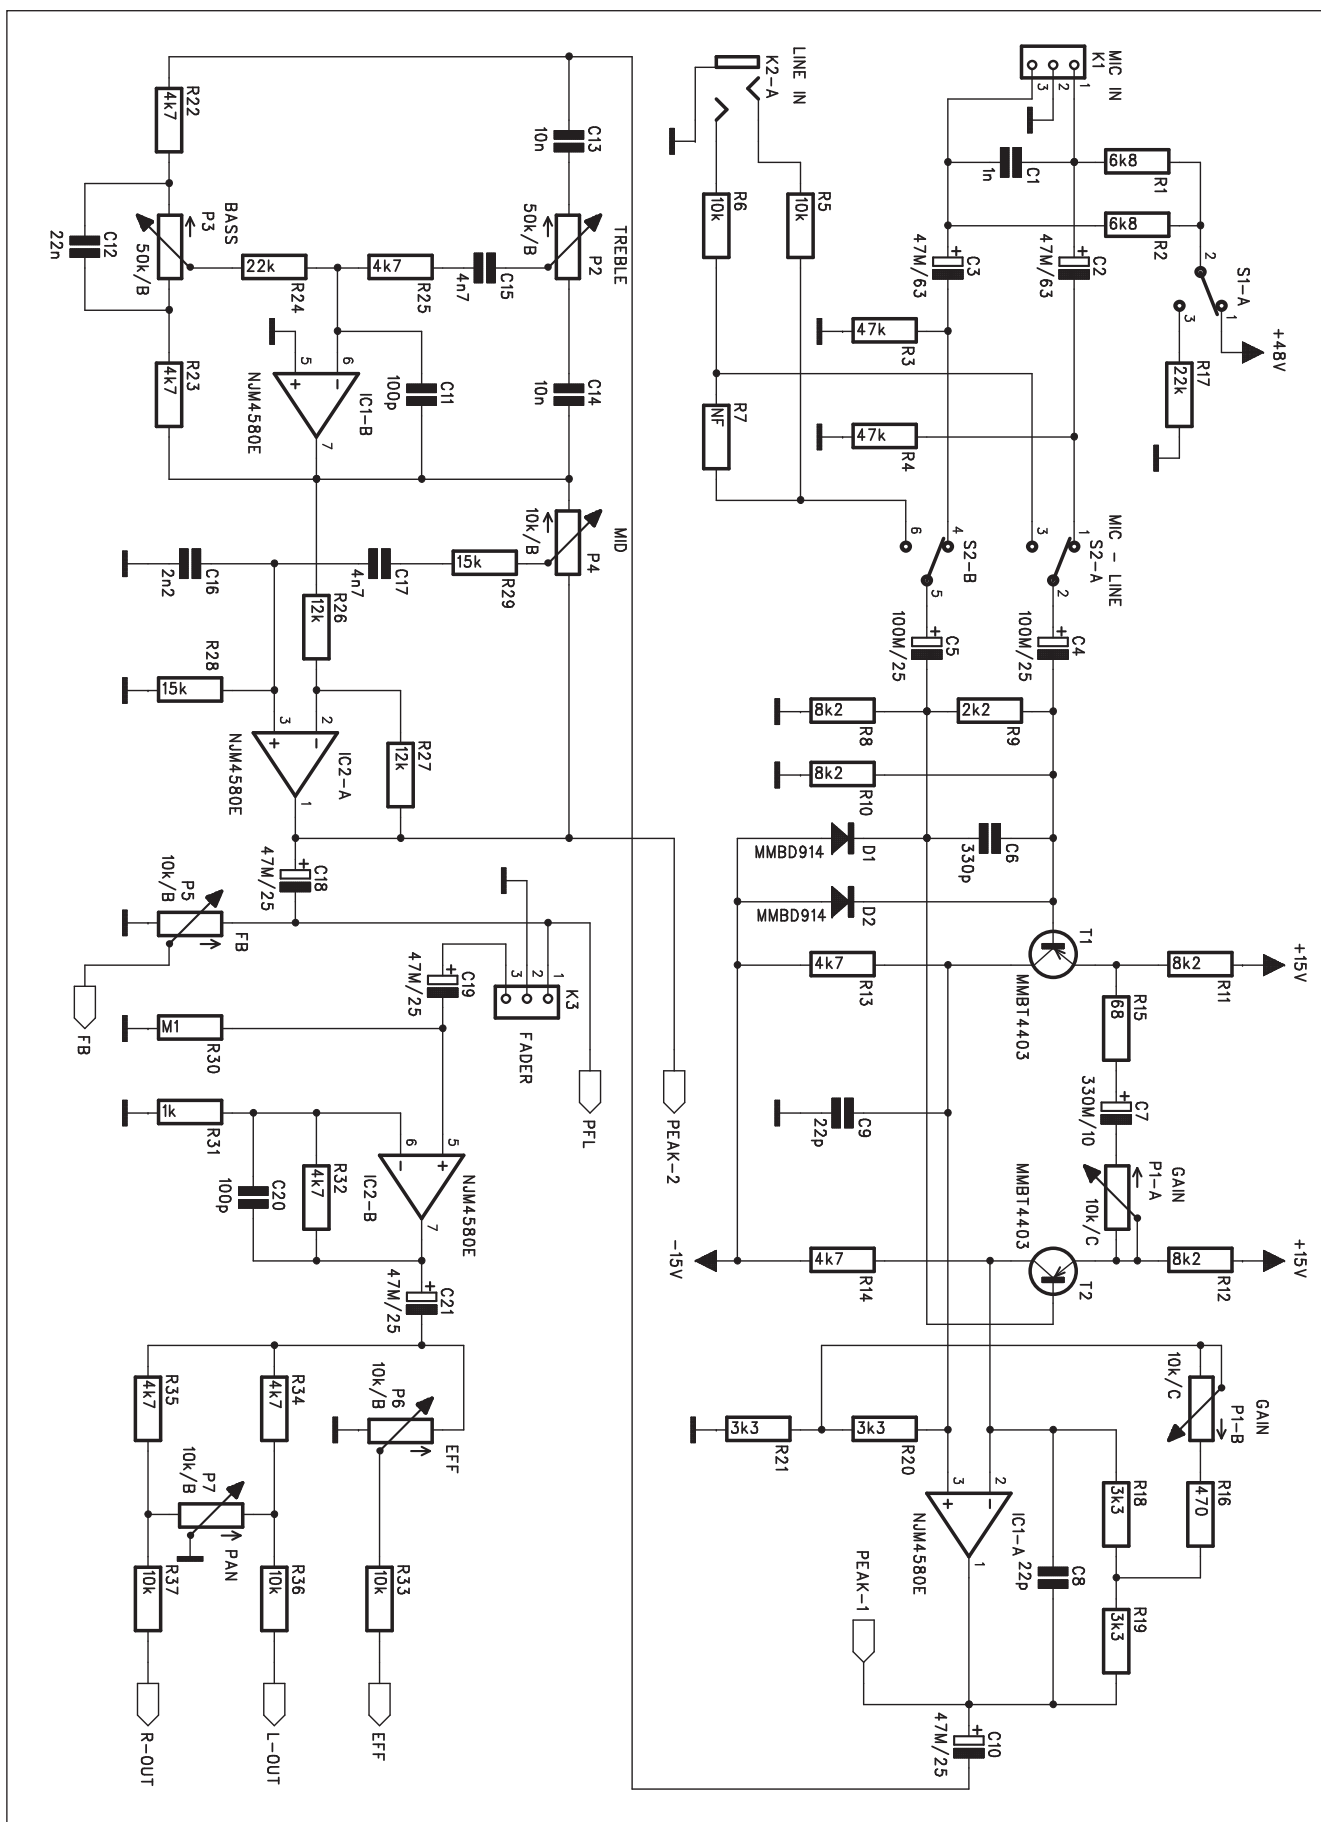 MIC IN
K1
1
2
3
C1
1n
R1
6k8
R2
6k8
S1-A
2
1
3
+48V
R17
22k
C2
47M/63
C3
47M/63
LINE IN
K2-A
R5
10k
R6
10k
R7
NF
R3
47k
R4
47k
MIC - LINE
S2-A
1
3
2
S2-B
4
6
5
C4
100M/25
C5
100M/25
R8
8k2
R9
2k2
R10
8k2
C6
330p
D1
MMBD914
D2
MMBD914
T1
MMBT4403
+15V
R11
8k2
R13
4k7
R15
68
C7
330M/10
GAIN
P1-A
10k/C
C9
22p
MMBT4403
T2
+15V
R12
8k2
R14
4k7
-15V
GAIN
P1-B
10k/C
R16
470
R18
3k3
R19
3k3
R20
3k3
R21
3k3
C8
22p
IC1-A
NJM4580E
2
3
1
PEAK-1
C10
47M/25
R22
4k7
C13
10n
TREBLE
P2
50k/B
BASS
P3
50k/B
C12
22n
R24
22k
R25
4k7
C15
4n7
R23
4k7
C14
10n
C11
100p
IC1-B
NJM4580E
6
5
7
MID
P4
10k/B
R29
15k
C17
4n7
C16
2n2
R26
12k
R28
15k
R27
12k
IC2-A
NJM4580E
2
3
1
C18
47M/25
P5
10k/B
FB
FB
C19
47M/25
K3
1
2
3
FADER
PFL
PEAK-2
R30
M1
R31
1k
R32
4k7
C20
100p
IC2-B
NJM4580E
6
5
7
C21
47M/25
P6
10k/B
EFF
R34
4k7
R35
4k7
P7
10k/B
PAN
R33
10k
R36
10k
R37
10k
EFF
L-OUT
R-OUT